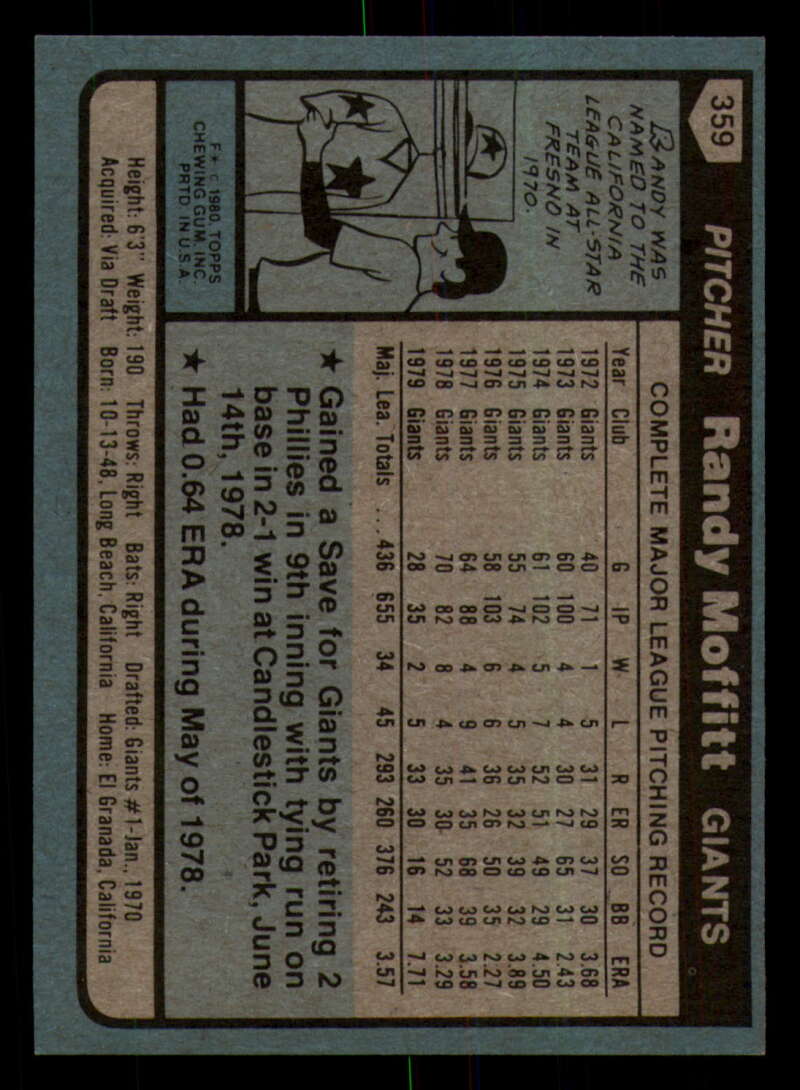 359 PITCHER Randy Moffitt GIANTS
RANDY WAS
NAMED TO THE
CALIFORNIA
LEAGUE ALL-STAR
TEAM AT
FRESNO IN
1970.
F* © 1980 TOPPS
CHEWING GUM, INC.
PRTD. IN U.S.A.
COMPLETE MAJOR LEAGUE PITCHING RECORD
Year Club G IP W L R ER SO BB ERA
1972 Giants 40 71 1 5 31 29 37 30 3.68
1973 Giants 60 100 4 4 30 27 65 31 2.43
1974 Giants 61 102 5 7 52 51 49 29 4.50
1975 Giants 55 74 4 5 35 32 39 32 3.89
1976 Giants 58 103 6 6 36 26 50 35 2.27
1977 Giants 64 88 4 9 41 35 68 39 3.58
1978 Giants 70 82 8 4 35 30 52 33 3.29
1979 Giants 28 35 2 5 33 30 16 14 7.71
Maj. Lea. Totals ...436 655 34 45 293 260 376 243 3.57
★ Gained a Save for Giants by retiring 2
Phillies in 9th inning with tying run on
base in 2-1 win at Candlestick Park, June
14th, 1978.
★ Had 0.64 ERA during May of 1978.
Height: 6'3" Weight: 190 Throws: Right Bats: Right Drafted: Giants #1-Jan., 1970
Acquired: Via Draft Born: 10-13-48, Long Beach, California Home: El Granada, California